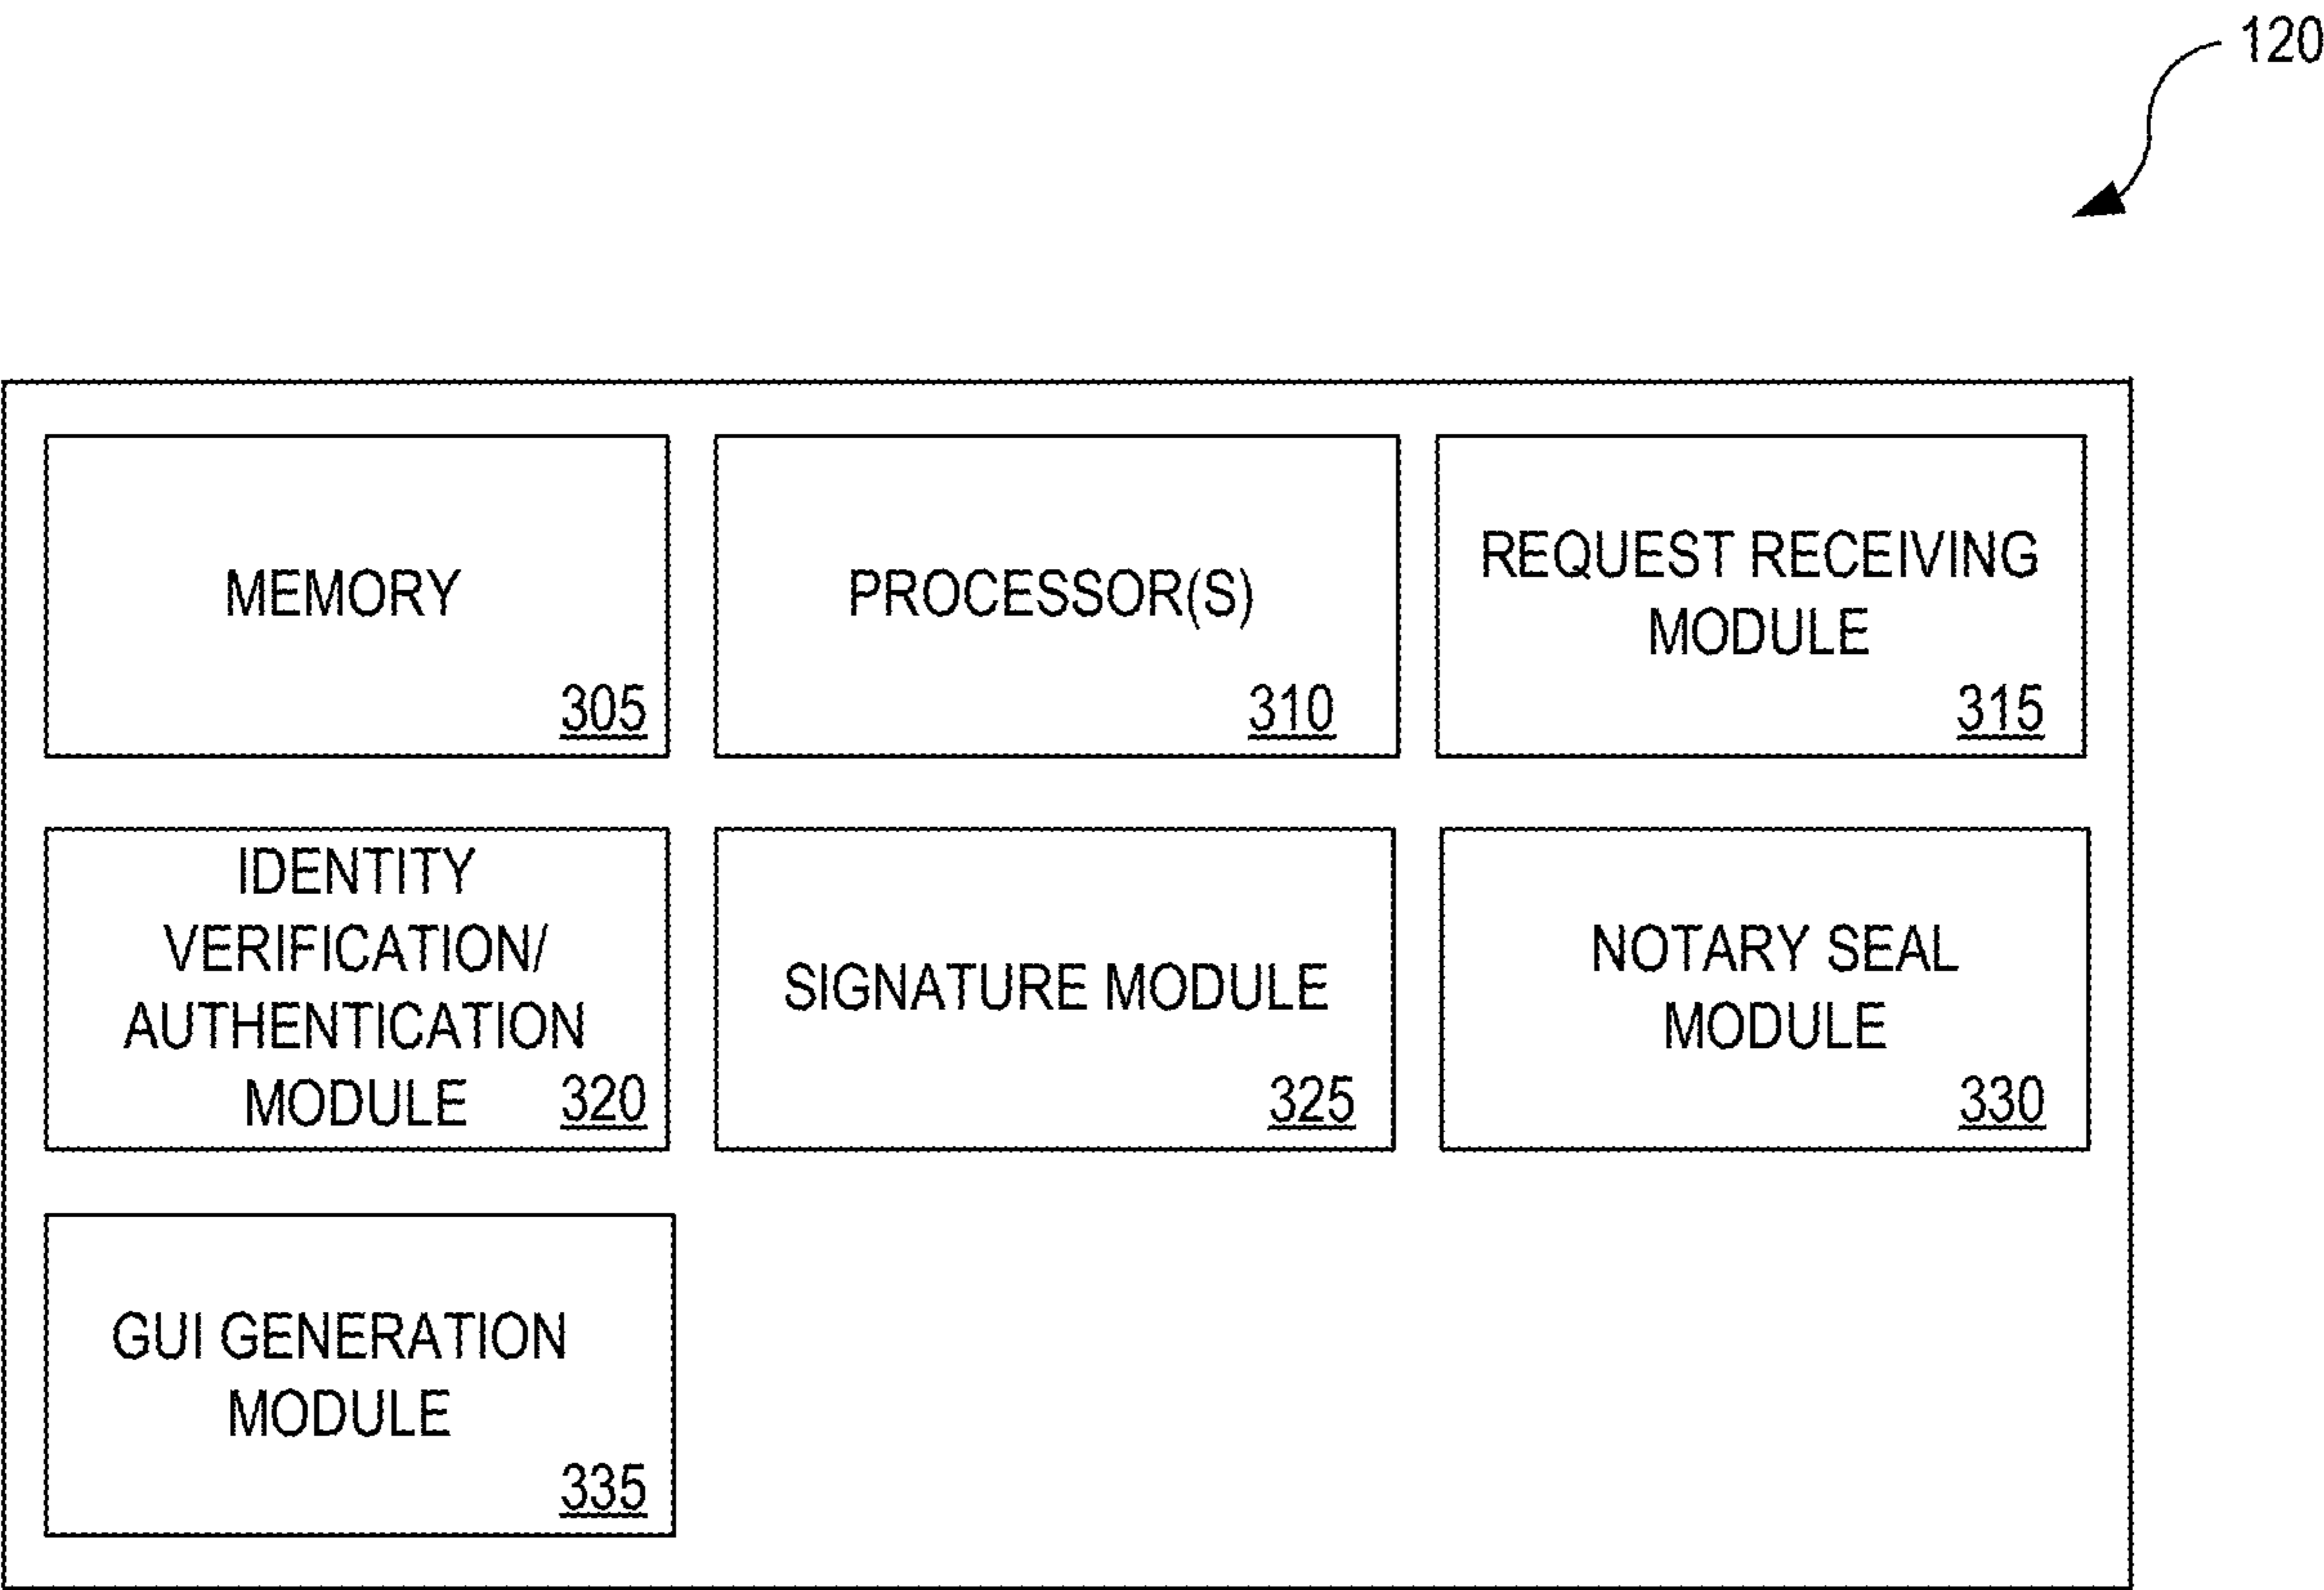 120
MEMORY
305
PROCESSOR(S)
310
REQUEST RECEIVING
MODULE
315
IDENTITY
VERIFICATION/
AUTHENTICATION
MODULE
320
SIGNATURE MODULE
325
NOTARY SEAL
MODULE
330
GUI GENERATION
MODULE
335